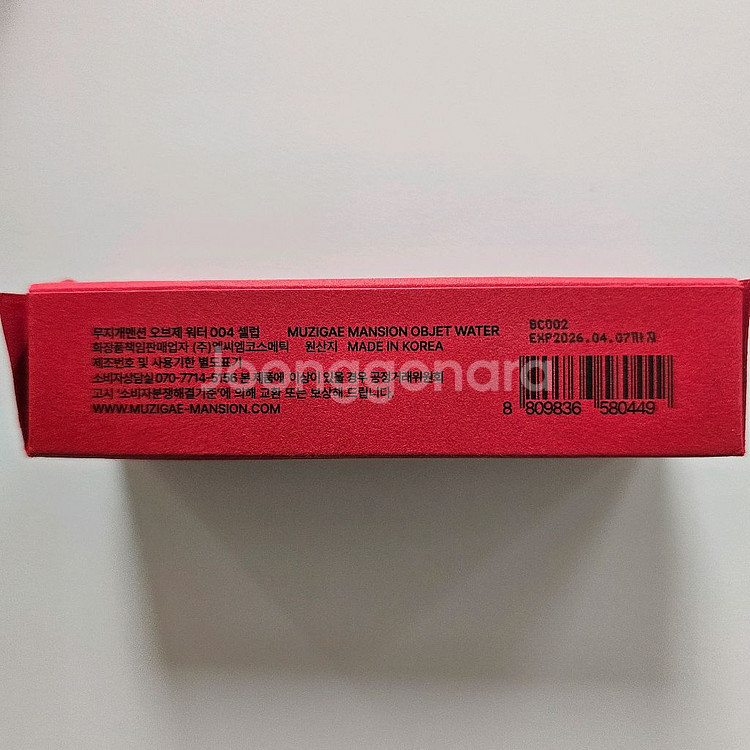 무지개맨션 오브제 워터 004 셀럽 MUZIGAE MANSION OBJET WATER
화장품책임판매업자 (주)엘씨엠코스메틱 원산지 MADE IN KOREA
제조번호 및 사용기한 별도표기
소비자상담실 070-7714-5156 본 제품에 이상이 있을 경우 공정거래위원회
고시 '소비자분쟁해결기준'에 의해 교환 또는 보상해 드립니다.
WWW.MUZIGAE-MANSION.COM
BC002
EXP2026.04.07까지
8 809836 580449
Joonggonara